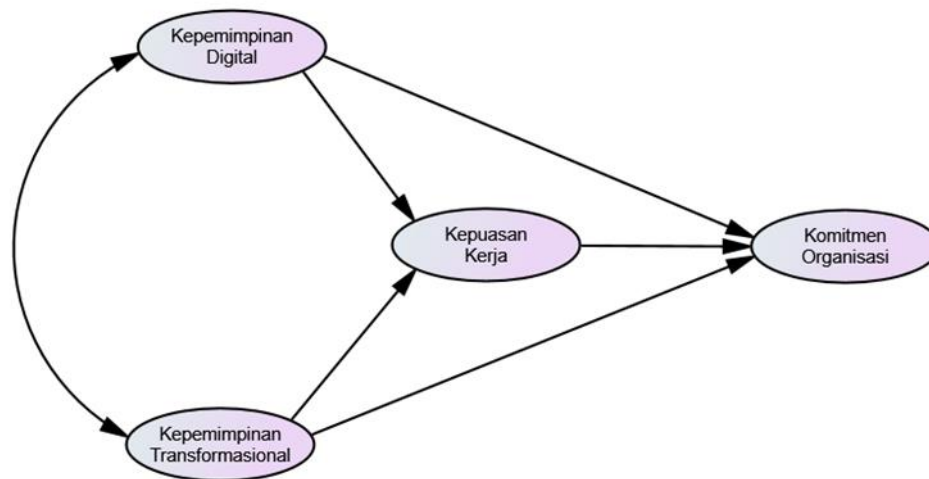 Kepemimpinan
Digital
Kepuasan
Kerja
Komitmen
Organisasi
Kepemimpinan
Transformasional